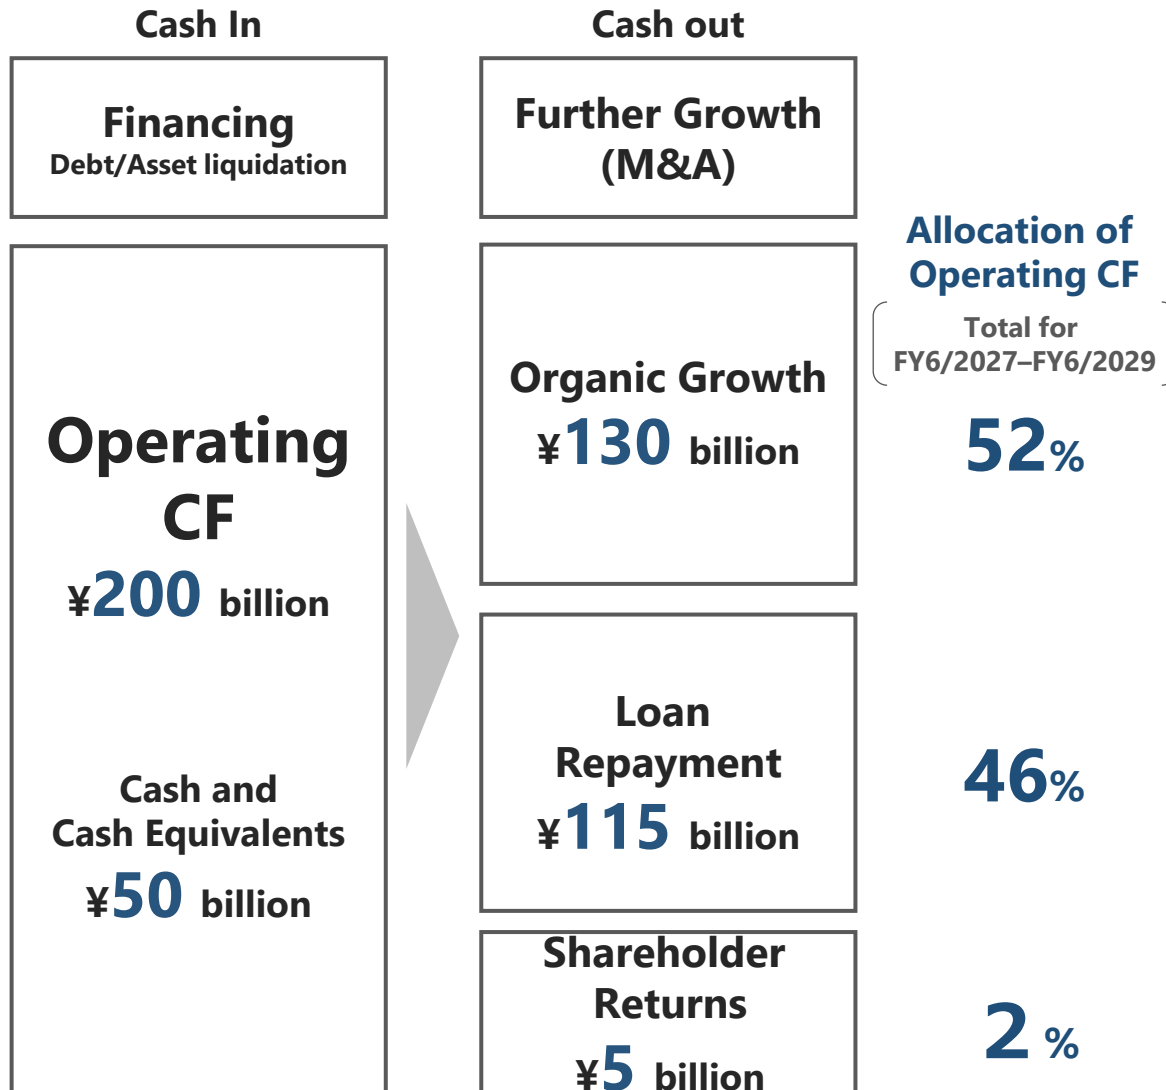 Cash In
Financing
Debt/Asset liquidation
Operating
CF
¥200 billion
Cash and
Cash Equivalents
¥50 billion
Cash out
Further Growth
(M&A)
Organic Growth
¥130 billion
Loan
Repayment
¥115 billion
Shareholder
Returns
¥5 billion
Allocation of
Operating CF
Total for
FY6/2027–FY6/2029
52%
46%
2 %